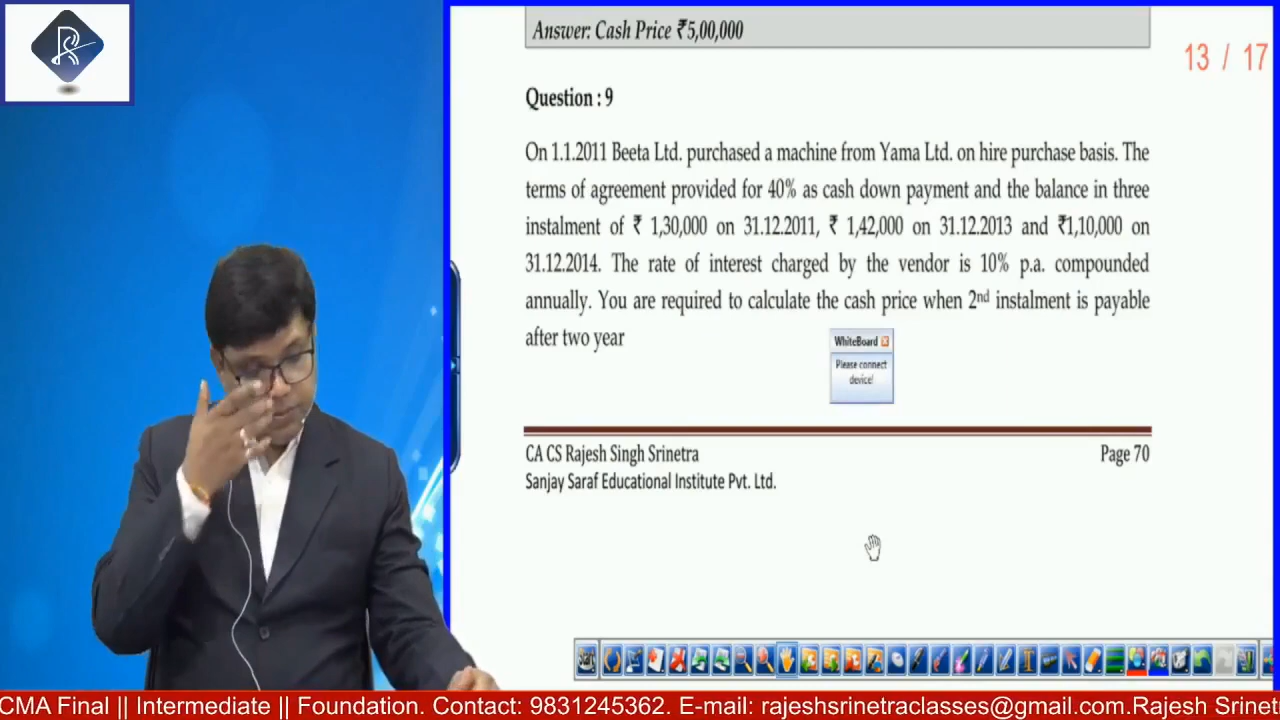 Answer: Cash Price ₹5,00,000
13 / 17
Question : 9
On 1.1.2011 Beeta Ltd. purchased a machine from Yama Ltd. on hire purchase basis. The
terms of agreement provided for 40% as cash down payment and the balance in three
instalment of ₹ 1,30,000 on 31.12.2011, ₹ 1,42,000 on 31.12.2013 and ₹1,10,000 on
31.12.2014. The rate of interest charged by the vendor is 10% p.a. compounded
annually. You are required to calculate the cash price when 2nd instalment is payable
after two year
WhiteBoard
Please connect
device!
CA CS Rajesh Singh Srinetra
Page 70
Sanjay Saraf Educational Institute Pvt. Ltd.
CMA Final || Intermediate || Foundation. Contact: 9831245362. E-mail: rajeshsrinetraclasses@gmail.com.Rajesh Srinet